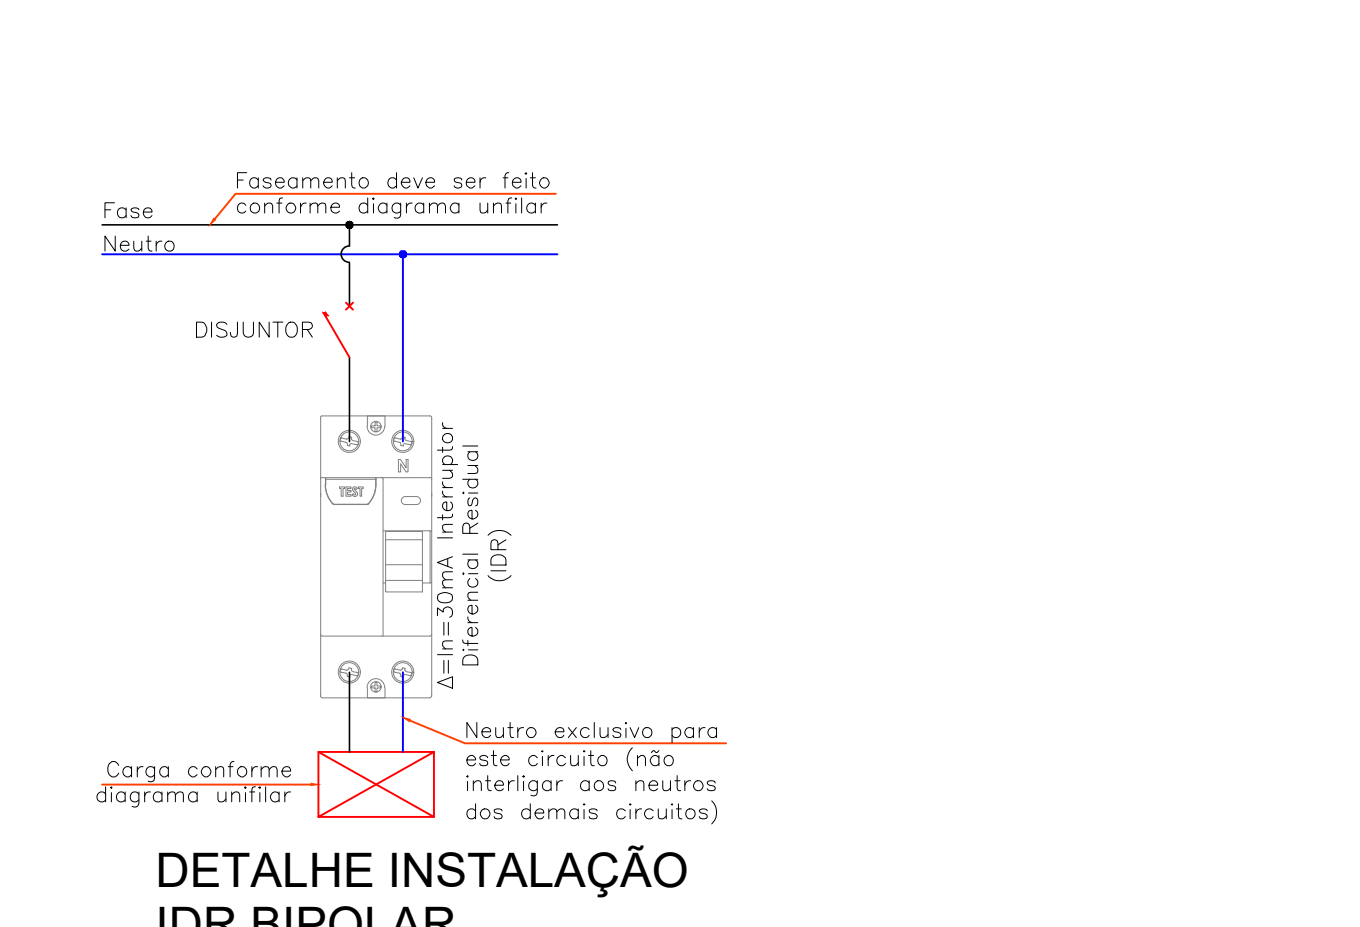 Faseamento deve ser feito
conforme diagrama unfilar
Fase
Neutro
DISJUNTOR
N
TEST
Δ=In=30mA Interruptor
Diferencial Residual
(IDR)
Neutro exclusivo para
este circuito (não
interligar aos neutros
dos demais circuitos)
Carga conforme
diagrama unifilar
DETALHE INSTALAÇÃO
IDR BIPOLAR